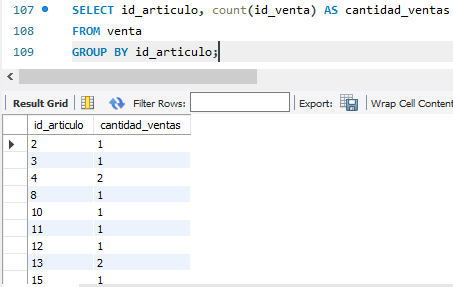 107 SELECT id_articulo, count(id_venta) AS cantidad_ventas
108 FROM venta
109 GROUP BY id_articulo;
Result Grid Filter Rows: Export: Wrap Cell Content
id_articulo cantidad_ventas
2 1
3 1
4 2
8 1
10 1
11 1
12 1
13 2
15 1